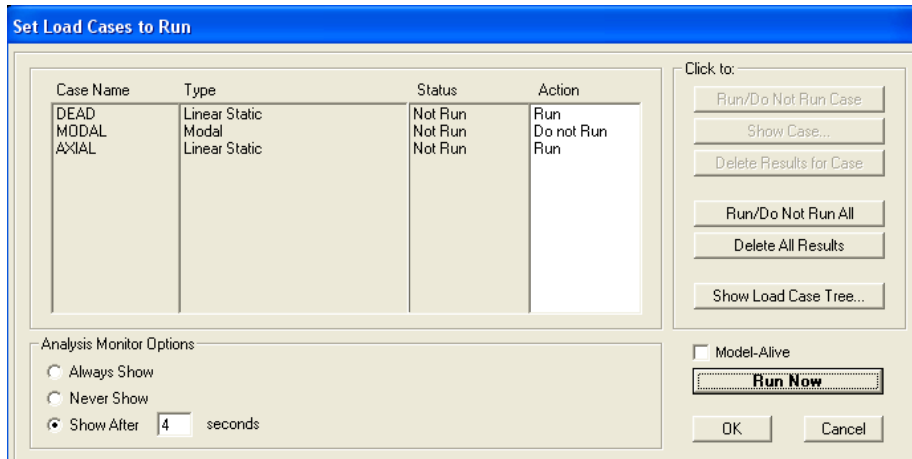 Set Load Cases to Run
Case Name Type Status Action
DEAD Linear Static Not Run Run
MODAL Modal Not Run Do not Run
AXIAL Linear Static Not Run Run
Click to:
Run/Do Not Run Case
Show Case...
Delete Results for Case
Run/Do Not Run All
Delete All Results
Show Load Case Tree...
Analysis Monitor Options
Always Show
Never Show
Show After 4 seconds
Model-Alive
Run Now
OK Cancel